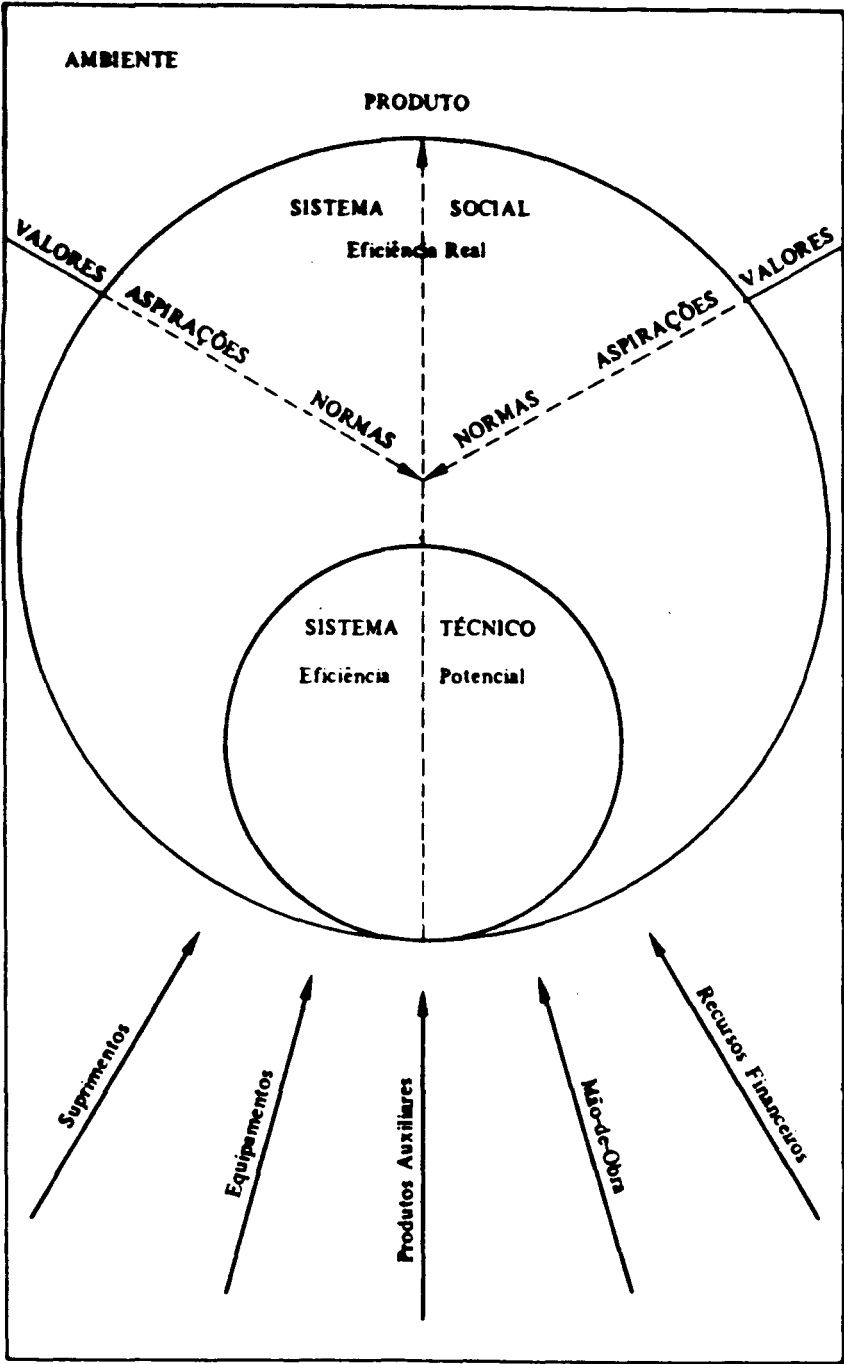 AMBIENTE
PRODUTO
SISTEMA SOCIAL
Eficiência Real
VALORES
ASPIRAÇÕES
NORMAS
VALORES
ASPIRAÇÕES
NORMAS
SISTEMA TÉCNICO
Eficiência Potencial
Suprimentos
Equipamentos
Produtos Auxiliares
Mão-de-Obra
Recursos Financeiros